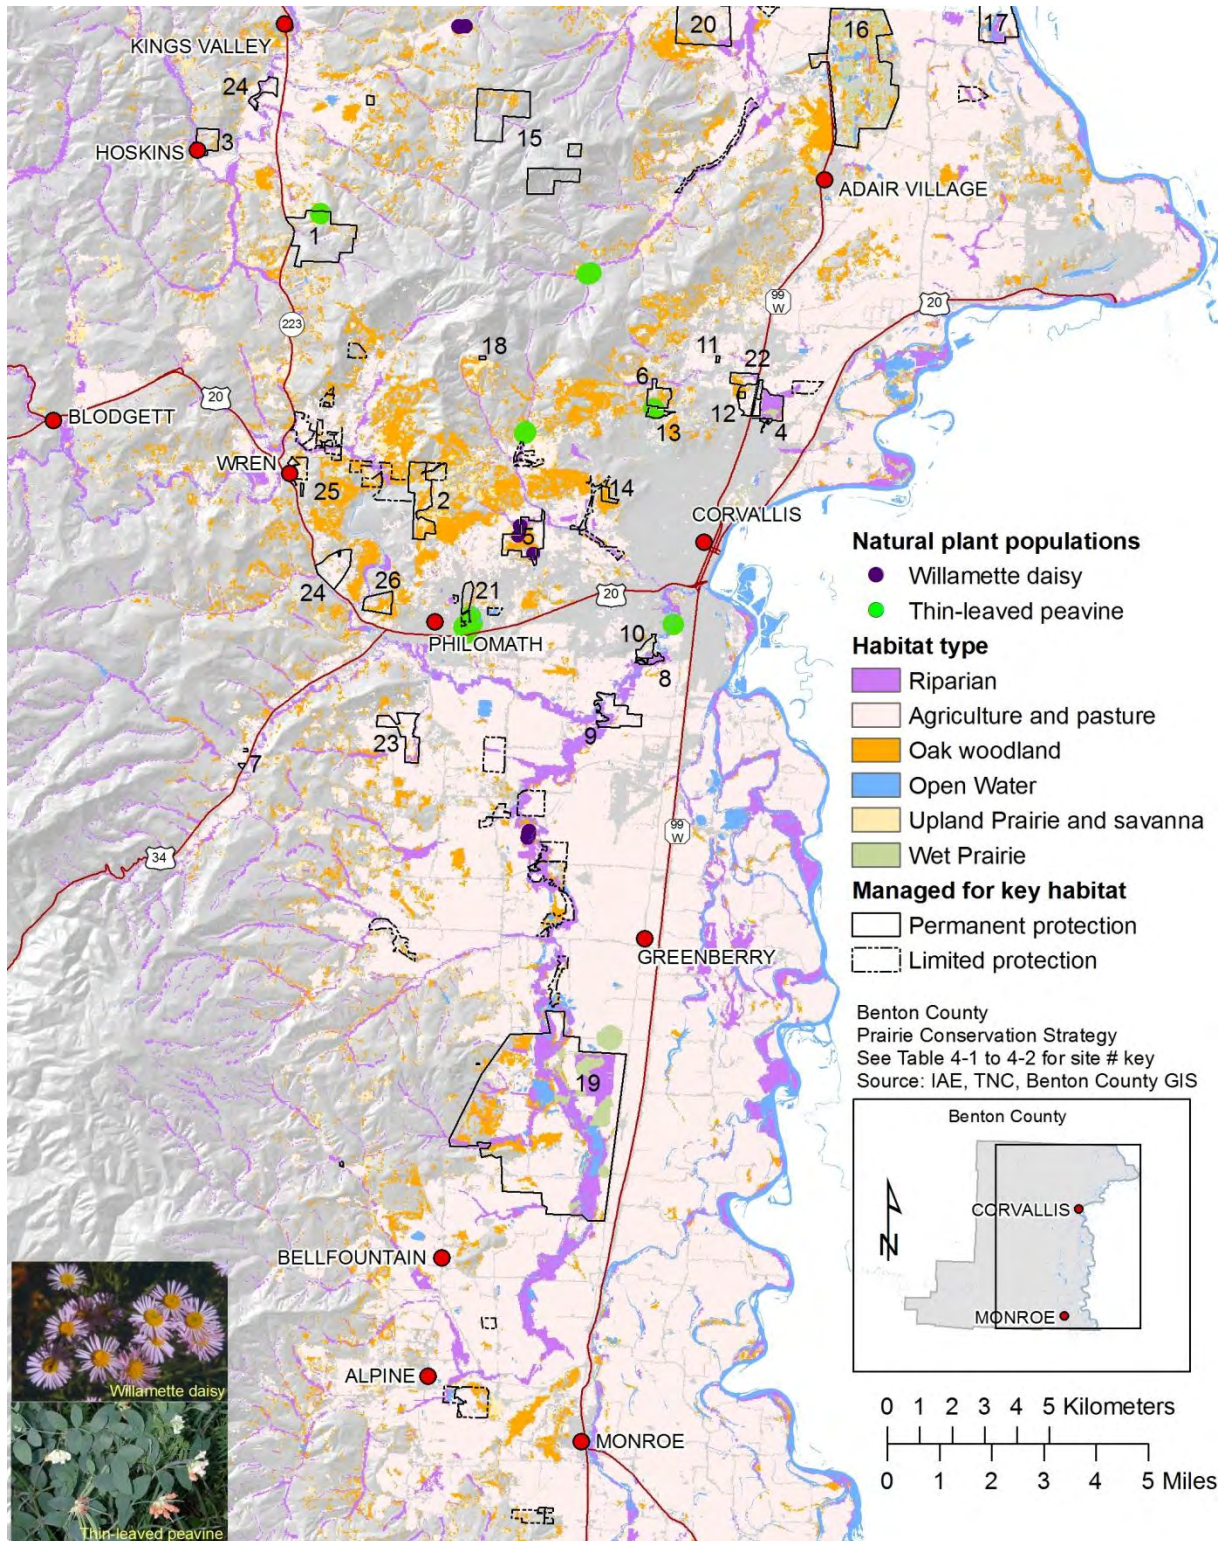 KINGS VALLEY
20
16
17
24
15
3
HOSKINS
ADAIR VILLAGE
1
99
W
20
223
18
11
22
6
20
12
BLODGETT
13
4
WREN
25
2
14
CORVALLIS
5
Natural plant populations
Willamette daisy
Thin-leaved peavine
24
26
21
20
PHILOMATH
10
8
Habitat type
Riparian
Agriculture and pasture
Oak woodland
Open Water
Upland Prairie and savanna
Wet Prairie
23
9
7
99
W
34
Managed for key habitat
Permanent protection
Limited protection
GREENBERRY
Benton County
Prairie Conservation Strategy
See Table 4-1 to 4-2 for site # key
Source: IAE, TNC, Benton County GIS
19
Benton County
CORVALLIS
N
MONROE
BELLFOUNTAIN
Willamette daisy
ALPINE
0 1 2 3 4 5 Kilometers
MONROE
0 1 2 3 4 5 Miles
Thin-leaved peavine